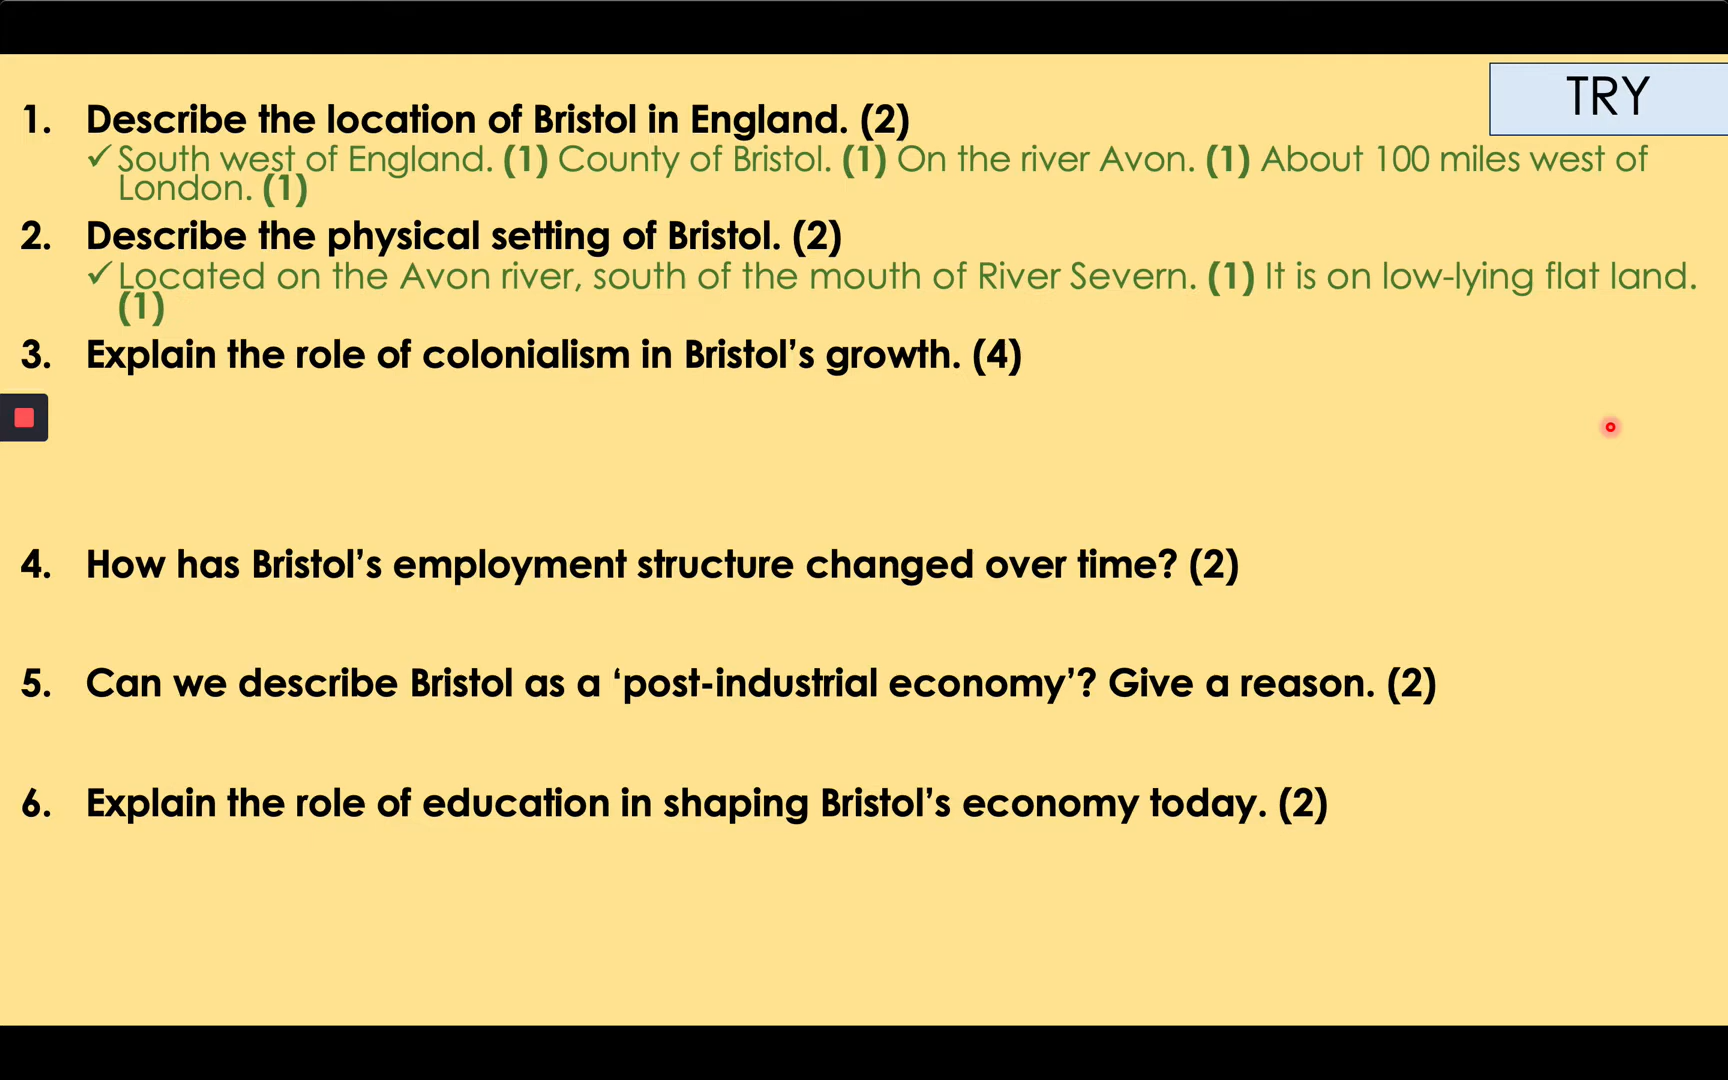 TRY
1. Describe the location of Bristol in England. (2)
✓South west of England. (1) County of Bristol. (1) On the river Avon. (1) About 100 miles west of
London. (1)
2. Describe the physical setting of Bristol. (2)
✓Located on the Avon river, south of the mouth of River Severn. (1) It is on low-lying flat land.
(1)
3. Explain the role of colonialism in Bristol’s growth. (4)
4. How has Bristol’s employment structure changed over time? (2)
5. Can we describe Bristol as a ‘post-industrial economy’? Give a reason. (2)
6. Explain the role of education in shaping Bristol’s economy today. (2)